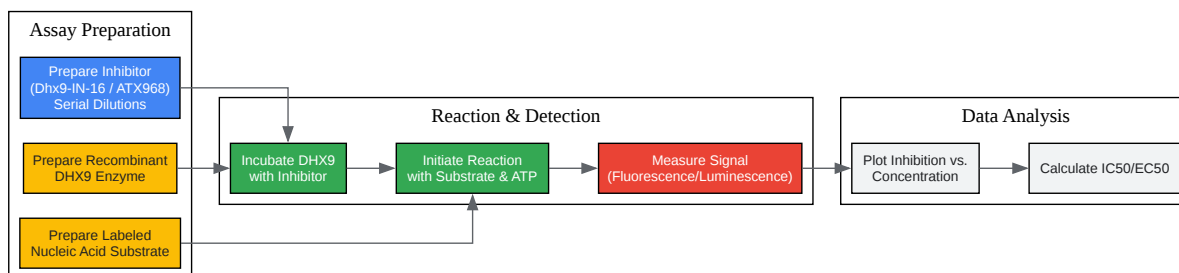 Assay Preparation
Prepare Inhibitor
(Dhx9-IN-16 / ATX968)
Serial Dilutions
Prepare Recombinant
DHX9 Enzyme
Prepare Labeled
Nucleic Acid Substrate
Reaction & Detection
Incubate DHX9
with Inhibitor
Initiate Reaction
with Substrate & ATP
Measure Signal
(Fluorescence/Luminescence)
Data Analysis
Plot Inhibition vs.
Concentration
Calculate IC50/EC50